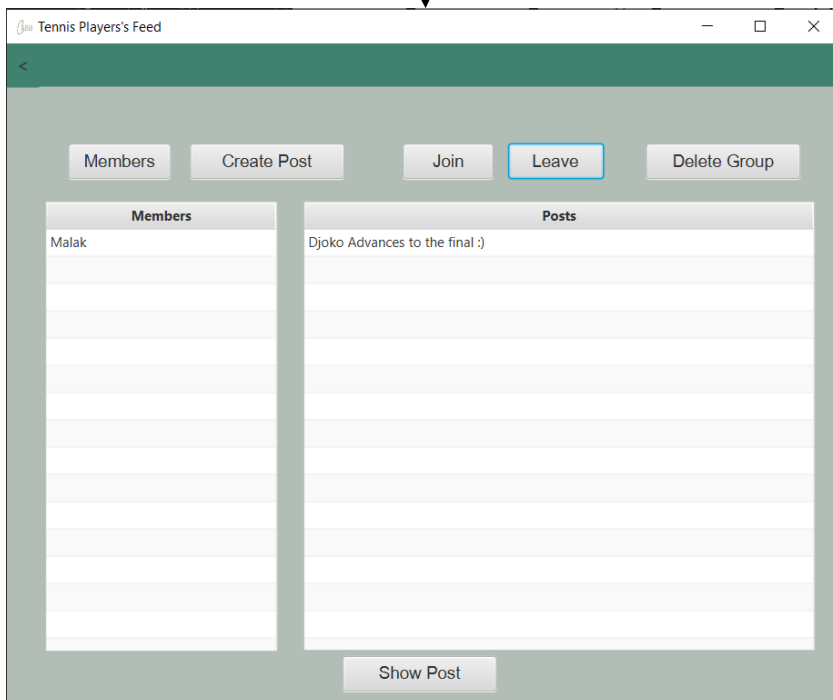 Tennis Players's Feed
<
Members Create Post Join Leave Delete Group
Members Posts
Malak Djoko Advances to the final :)
Show Post